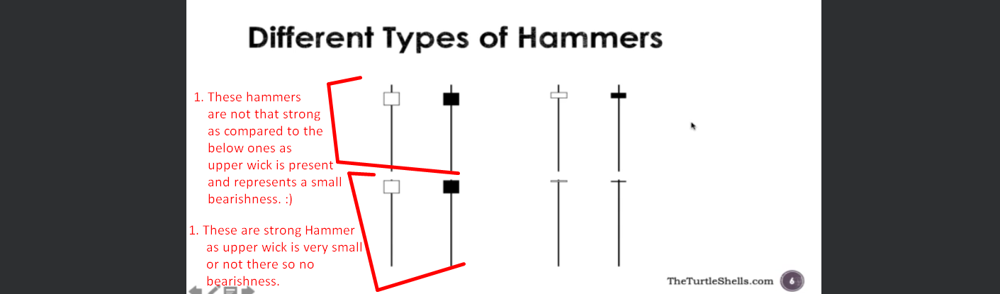 Different Types of Hammers
1. These hammers
are not that strong
as compared to the
below ones as
upper wick is present
and represents a small
bearishness. :)
1. These are strong Hammer
as upper wick is very small
or not there so no
bearishness.
TheTurtleShells.com 6